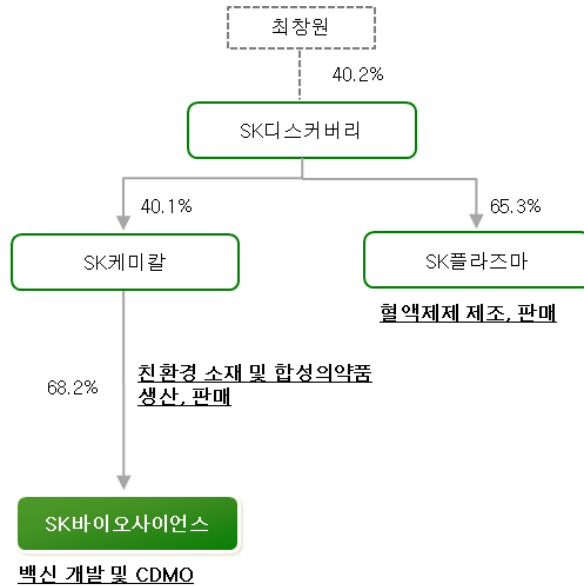 최창원
40.2%
SK디스커버리
40.1%
65.3%
SK케미칼
SK플라즈마
혈액제제 제조, 판매
68.2%
친환경 소재 및 합성의약품
생산, 판매
SK바이오사이언스
백신 개발 및 CDMO